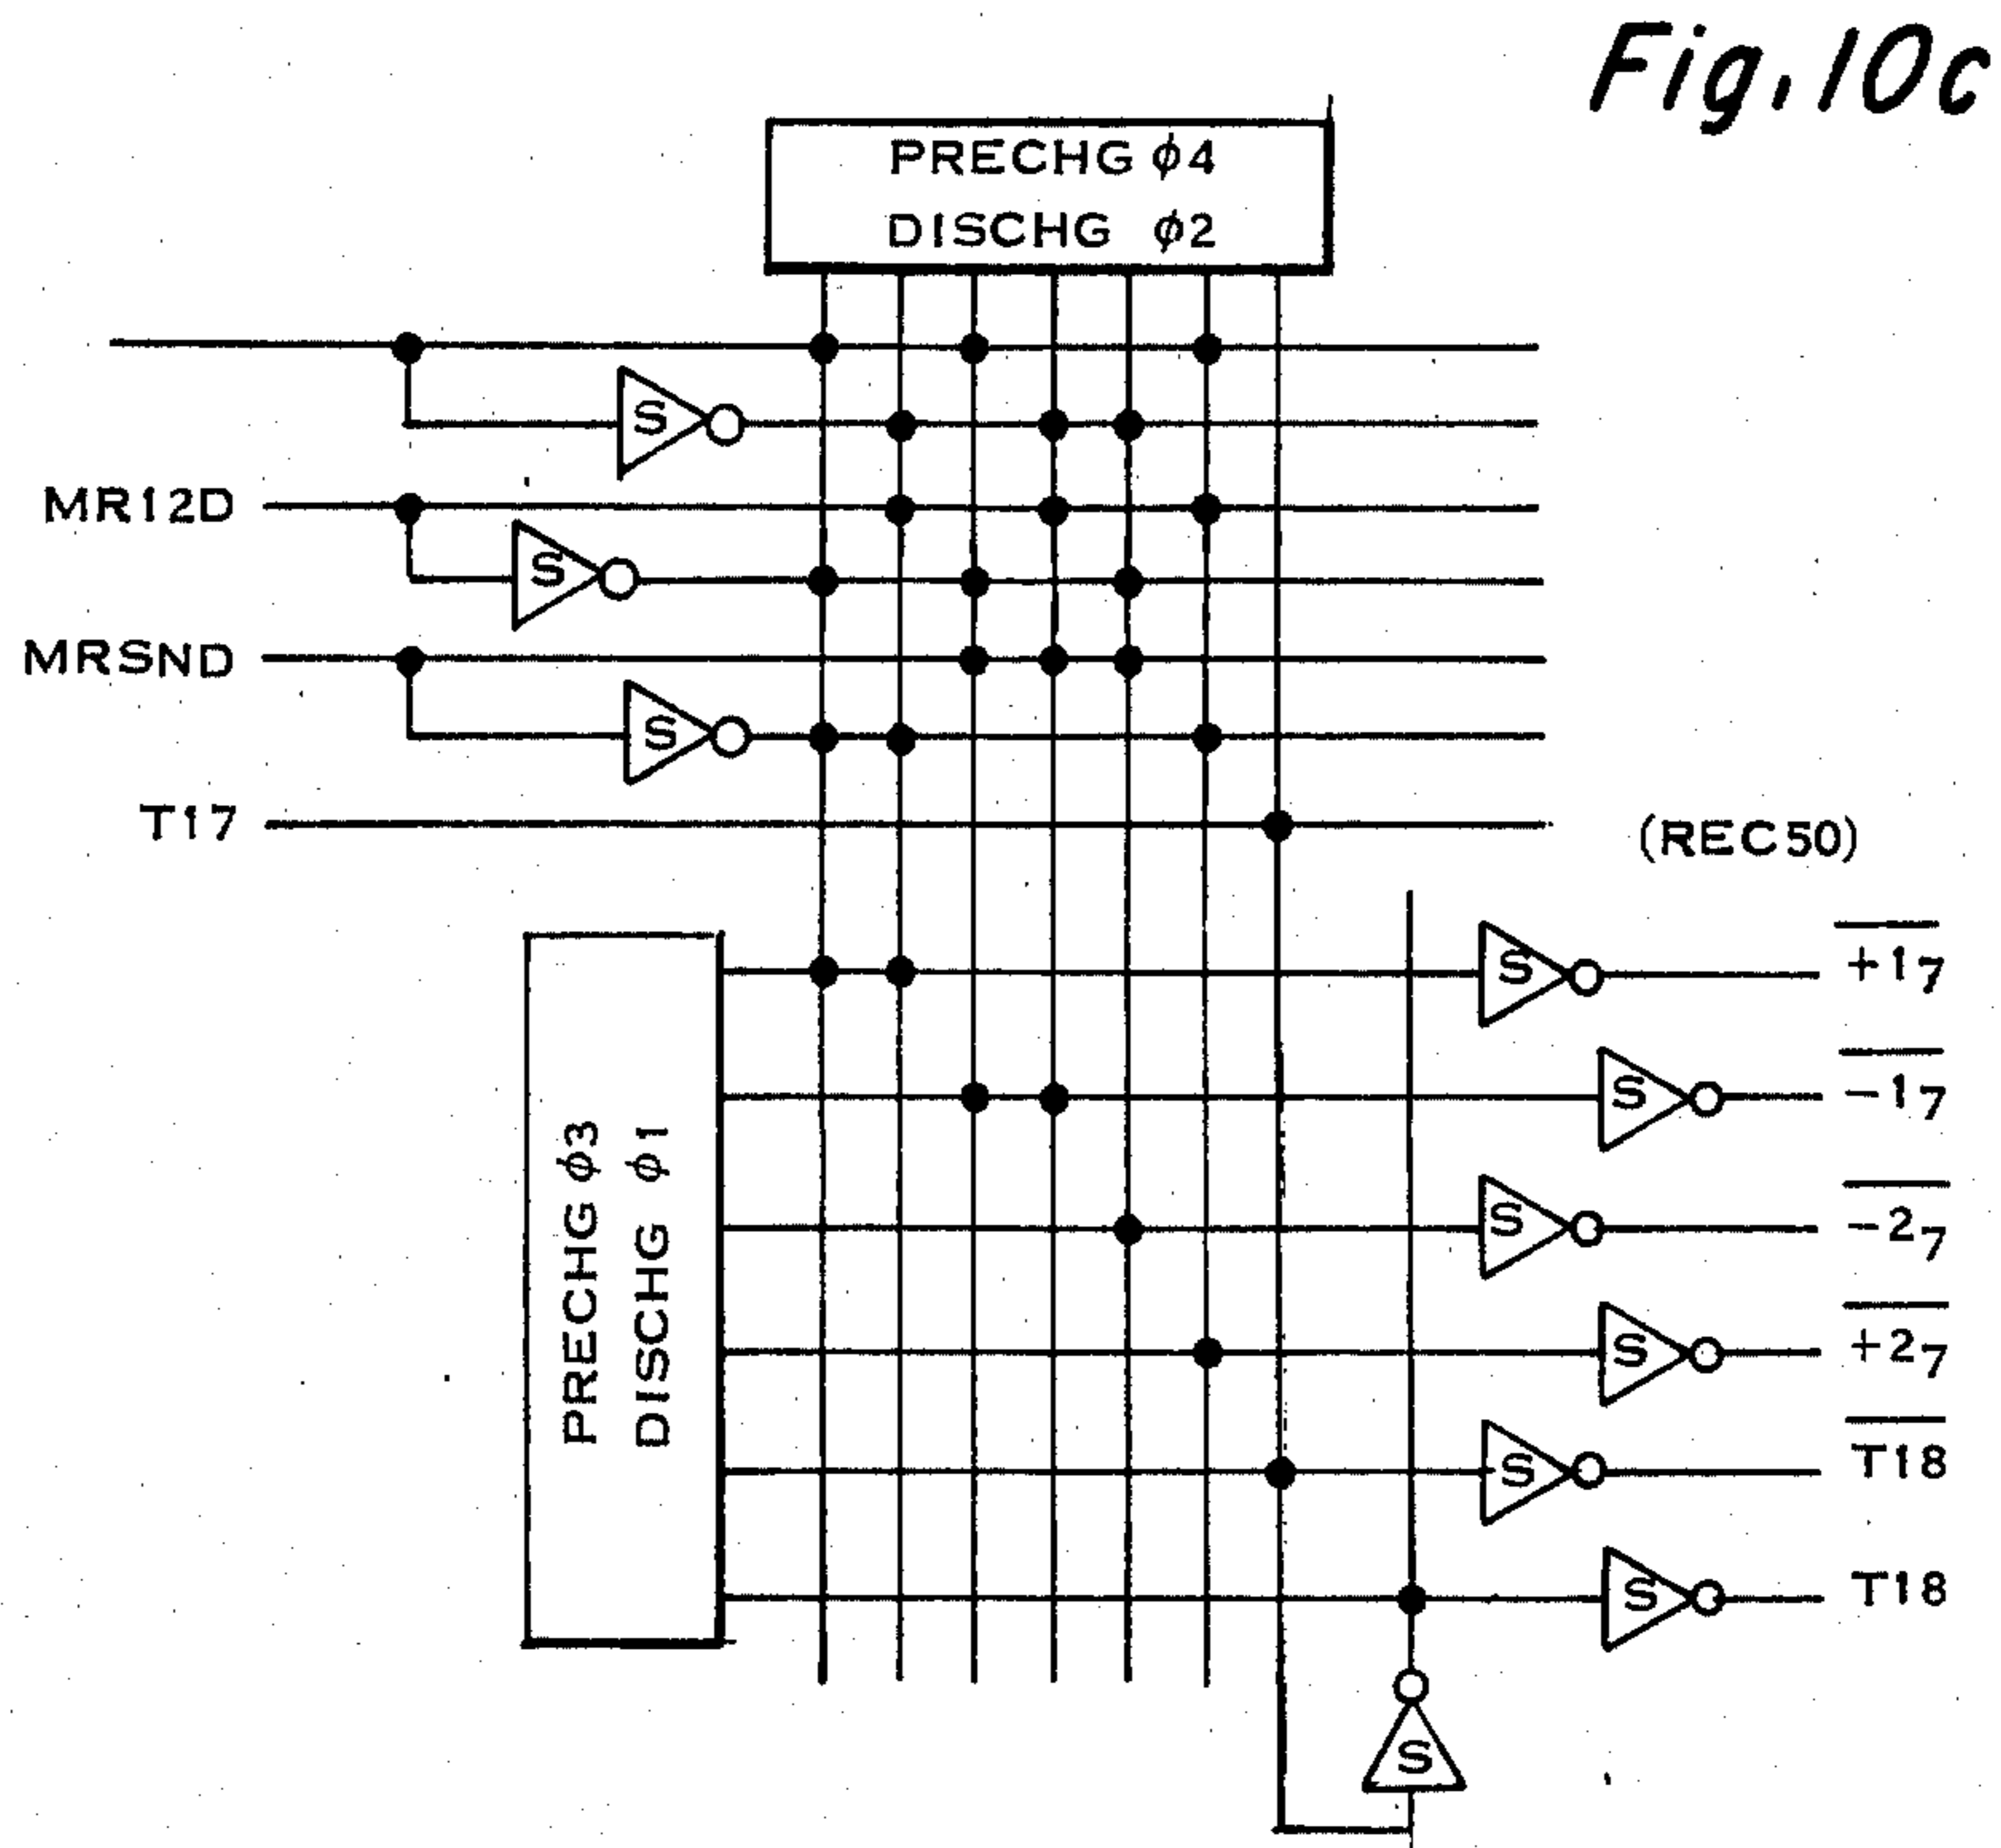 Fig. 10c
PRECHG ϕ4
DISCHG ϕ2
S
MR12D
S
MRSND
S
T17
(REC50)
PRECHG ϕ3
DISCHG ϕ1
S
+1₇
S
−1₇
S
−2₇
S
+2₇
S
T18
S
T18
S